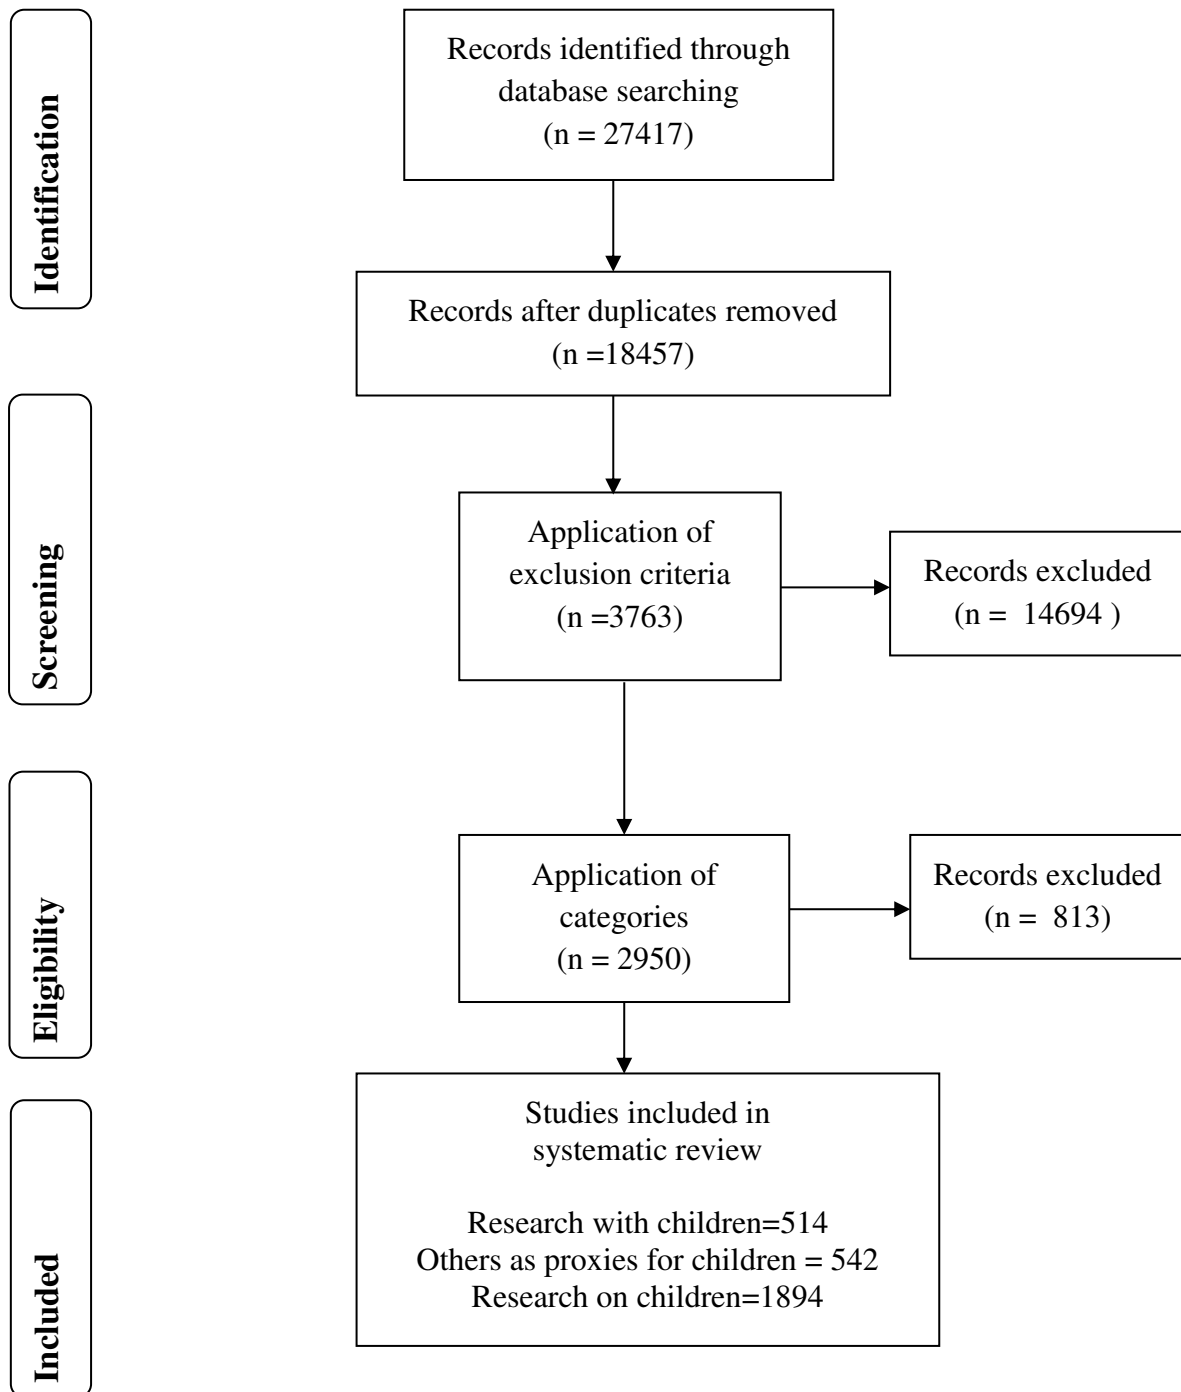 Identification
Records identified through
database searching
(n = 27417)
Records after duplicates removed
(n =18457)
Screening
Application of
exclusion criteria
(n =3763)
Records excluded
(n =  14694 )
Eligibility
Application of
categories
(n = 2950)
Records excluded
(n =  813)
Included
Studies included in
systematic review
Research with children=514
Others as proxies for children = 542
Research on children=1894